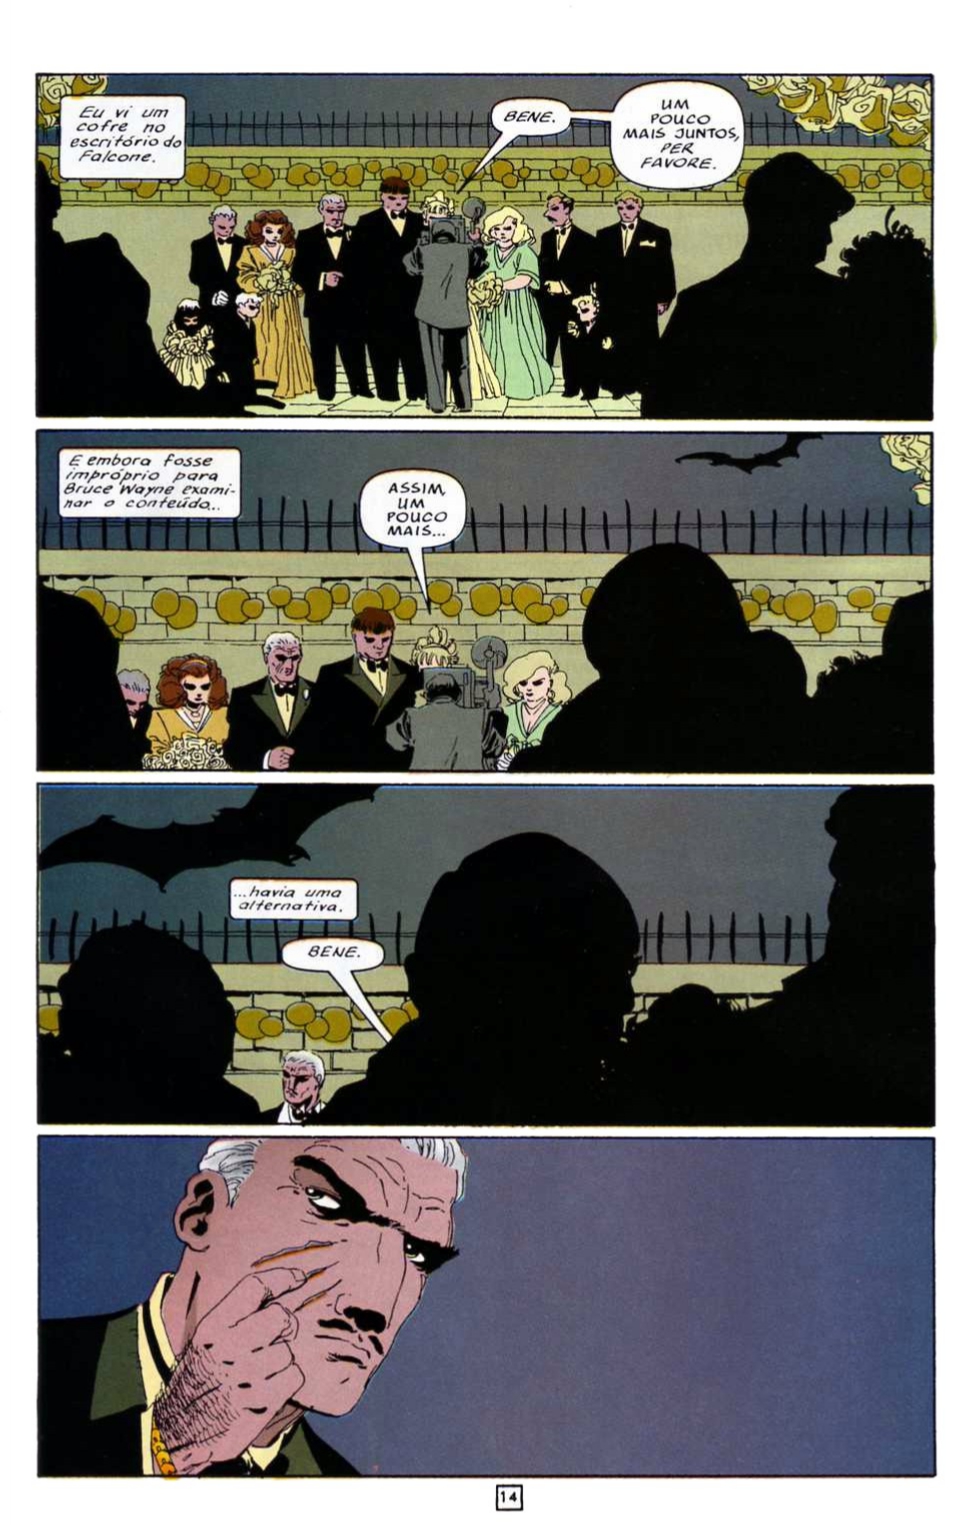 Eu vi um
cofre no
escritório do
Falcone.
BENE.
UM
POUCO
MAIS JUNTOS,
PER
FAVORE.
E embora fosse
impróprio para
Bruce Wayne exami-
nar o conteúdo...
ASSIM,
UM
POUCO
MAIS...
...havia uma
alternativa.
BENE.
14